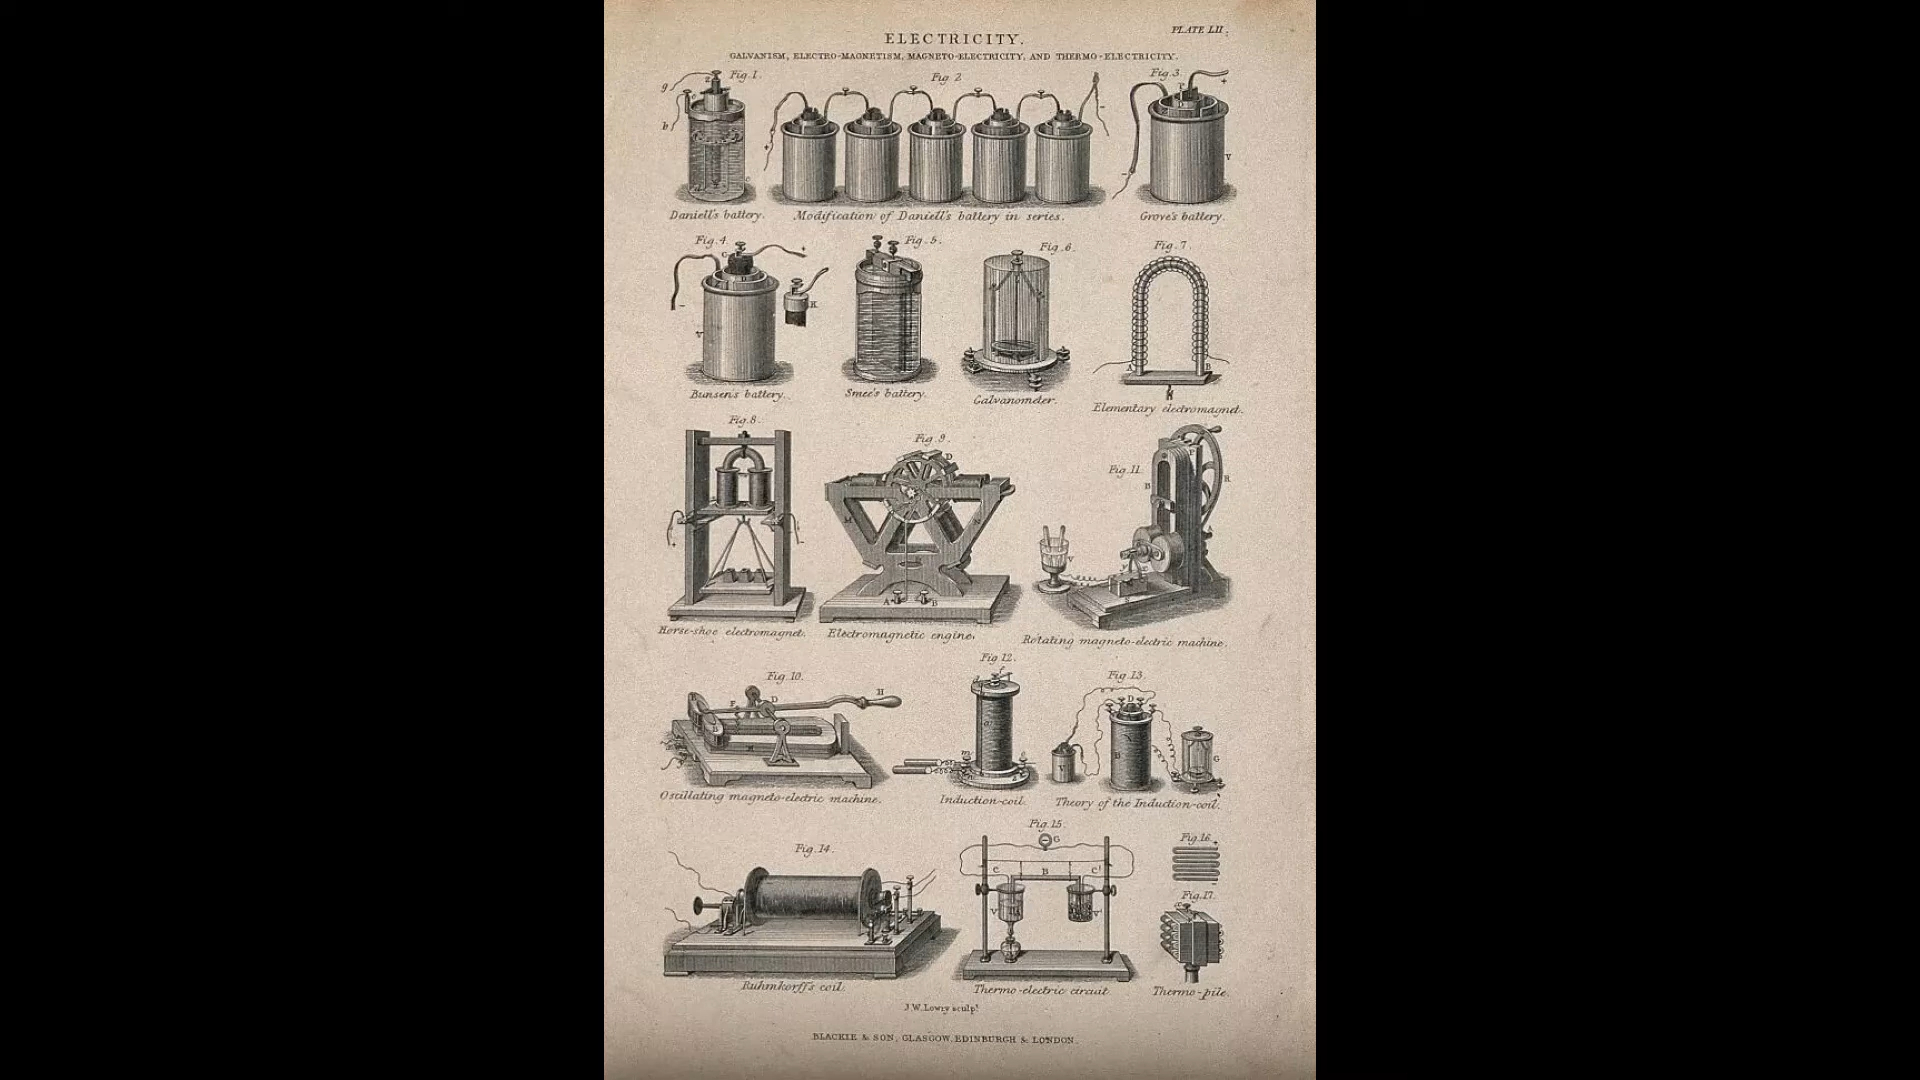 PLATE LII.
ELECTRICITY.
GALVANISM, ELECTRO-MAGNETISM, MAGNETO-ELECTRICITY, AND THERMO-ELECTRICITY.
Fig. 1.
Fig. 2
Fig. 3.
Daniell's battery.
Modification of Daniell's battery in series.
Grove's battery.
Fig. 4.
Fig. 5.
Fig. 6.
Fig. 7.
Bunsen's battery.
Smee's battery.
Galvanometer.
Elementary electromagnet.
Fig. 8.
Fig. 9.
Fig. 11.
Horse-shoe electromagnet.
Electromagnetic engine.
Rotating magneto-electric machine.
Fig. 10.
Fig. 12.
Fig. 13.
Oscillating magneto-electric machine.
Induction-coil.
Theory of the Induction-coil.
Fig. 14.
Fig. 15.
Fig. 16.
Fig. 17.
Ruhmkorff's coil.
Thermo-electric circuit
Thermo-pile.
J.W. Lowry sculpt.
BLACKIE & SON, GLASGOW, EDINBURGH & LONDON.